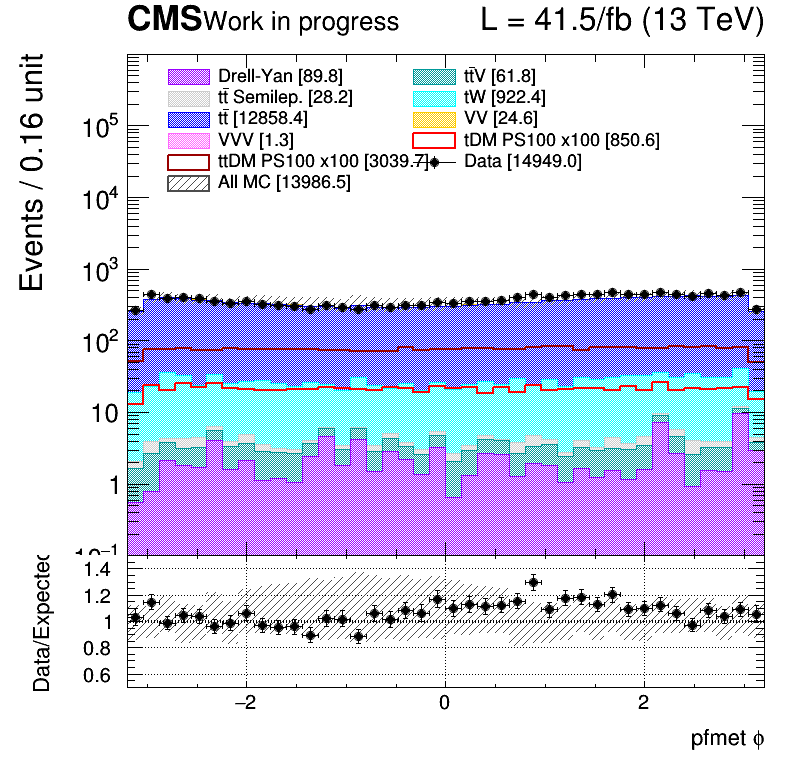 CMS Work in progress L = 41.5/fb (13 TeV)
Events / 0.16 unit
Drell-Yan [89.8] tt̄V [61.8]
tt̄ Semilep. [28.2] tW [922.4]
tt̄ [12858.4] VV [24.6]
VVV [1.3] tDM PS100 x100 [850.6]
ttDM PS100 x100 [3039.7] Data [14949.0]
All MC [13986.5]
10⁵
10⁴
10³
10²
10
1
10⁻¹
Data/Expected
1.4
1.2
1
0.8
0.6
−2 0 2
pfmet ϕ